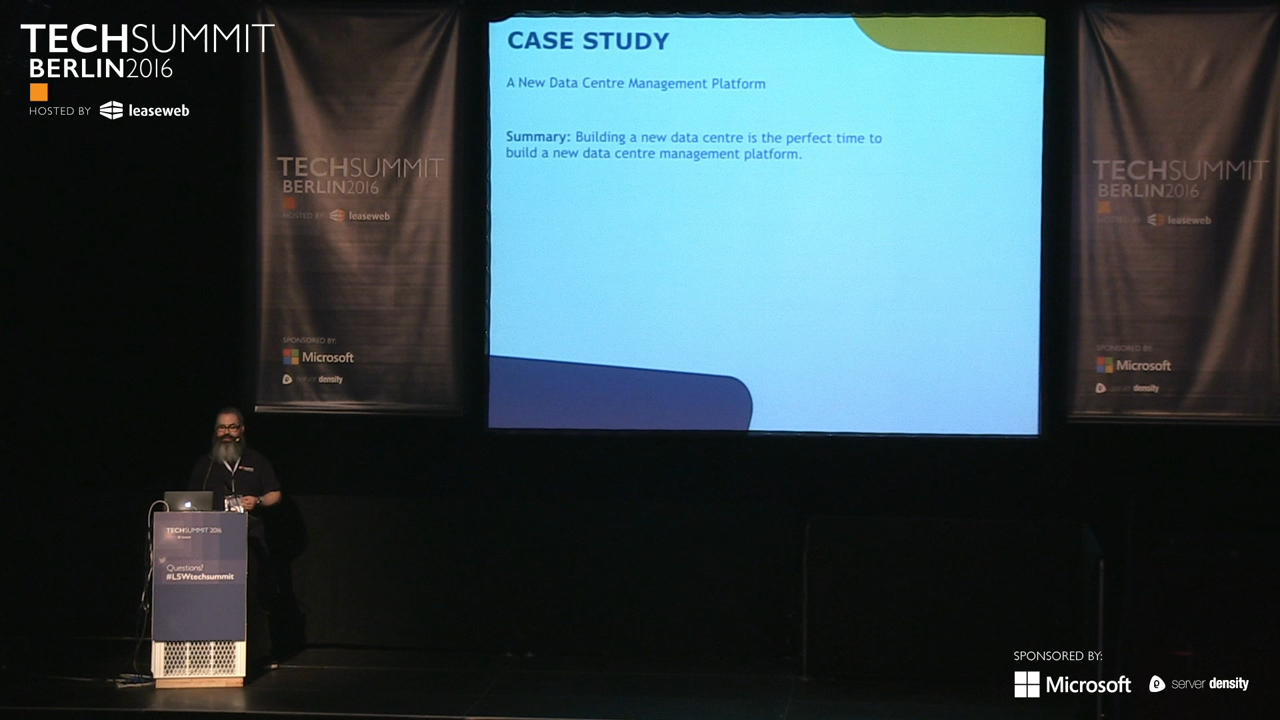 TECHSUMMIT
BERLIN2016
HOSTED BY leaseweb
CASE STUDY
A New Data Centre Management Platform
Summary: Building a new data centre is the perfect time to
build a new data centre management platform.
TECHSUMMIT
BERLIN2016
HOSTED BY leaseweb
SPONSORED BY:
Microsoft
server density
TECHSUMMIT
BERLIN2016
HOSTED BY leaseweb
SPONSORED BY:
Microsoft
server density
TECHSUMMIT 2016
Questions?
#LSWtechsummit
SPONSORED BY:
Microsoft server density